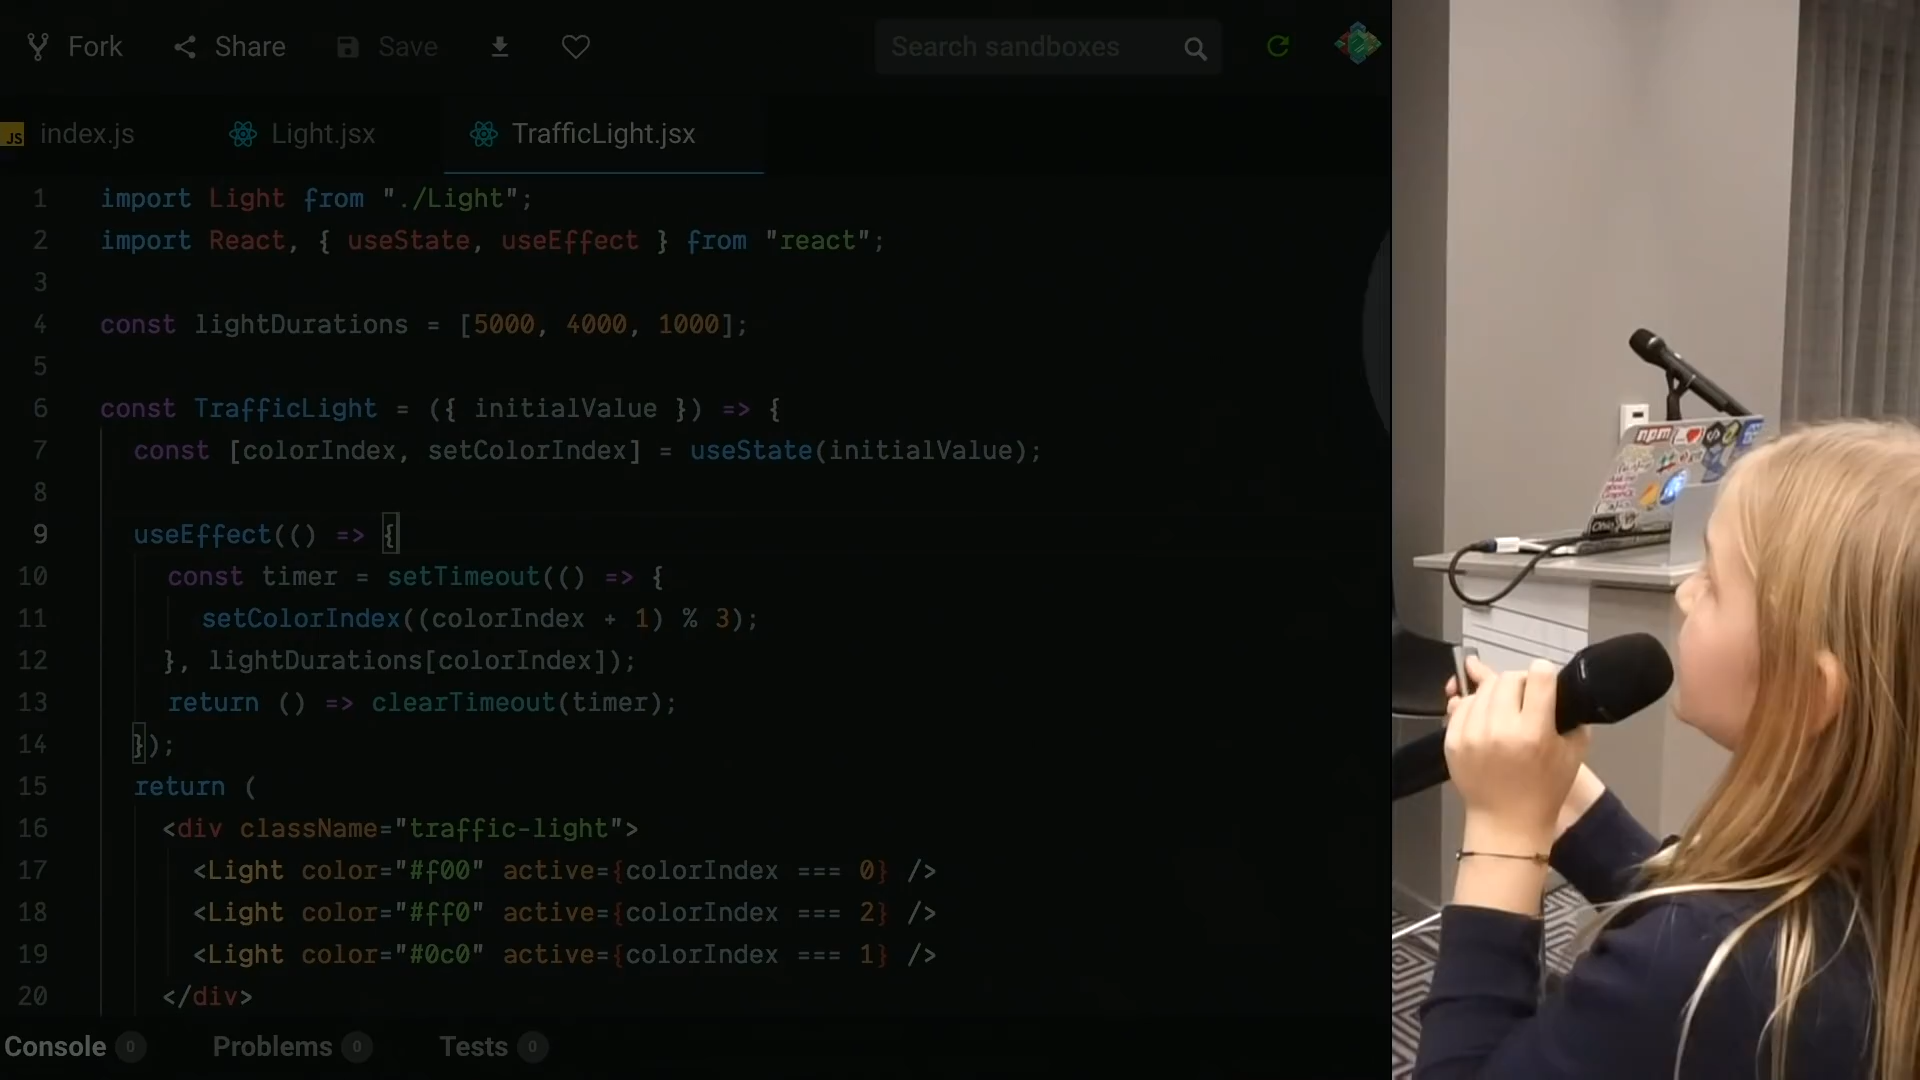 Fork Share Save Search sandboxes
JS index.js Light.jsx TrafficLight.jsx
1 import Light from "./Light";
2 import React, { useState, useEffect } from "react";
3
4 const lightDurations = [5000, 4000, 1000];
5
6 const TrafficLight = ({ initialValue }) => {
7 const [colorIndex, setColorIndex] = useState(initialValue);
8
9 useEffect(() => {
10 const timer = setTimeout(() => {
11 setColorIndex((colorIndex + 1) % 3);
12 }, lightDurations[colorIndex]);
13 return () => clearTimeout(timer);
14 });
15 return (
16 <div className="traffic-light">
17 <Light color="#f00" active={colorIndex === 0} />
18 <Light color="#ff0" active={colorIndex === 2} />
19 <Light color="#0c0" active={colorIndex === 1} />
20 </div>
Console 0 Problems 0 Tests 0
npm